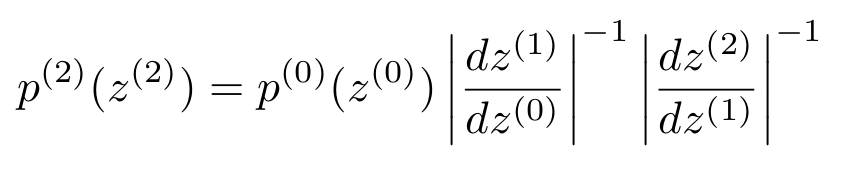 $p^{(2)}(z^{(2)}) = p^{(0)}(z^{(0)}) \left| \frac{dz^{(1)}}{dz^{(0)}} \right|^{-1} \left| \frac{dz^{(2)}}{dz^{(1)}} \right|^{-1}$